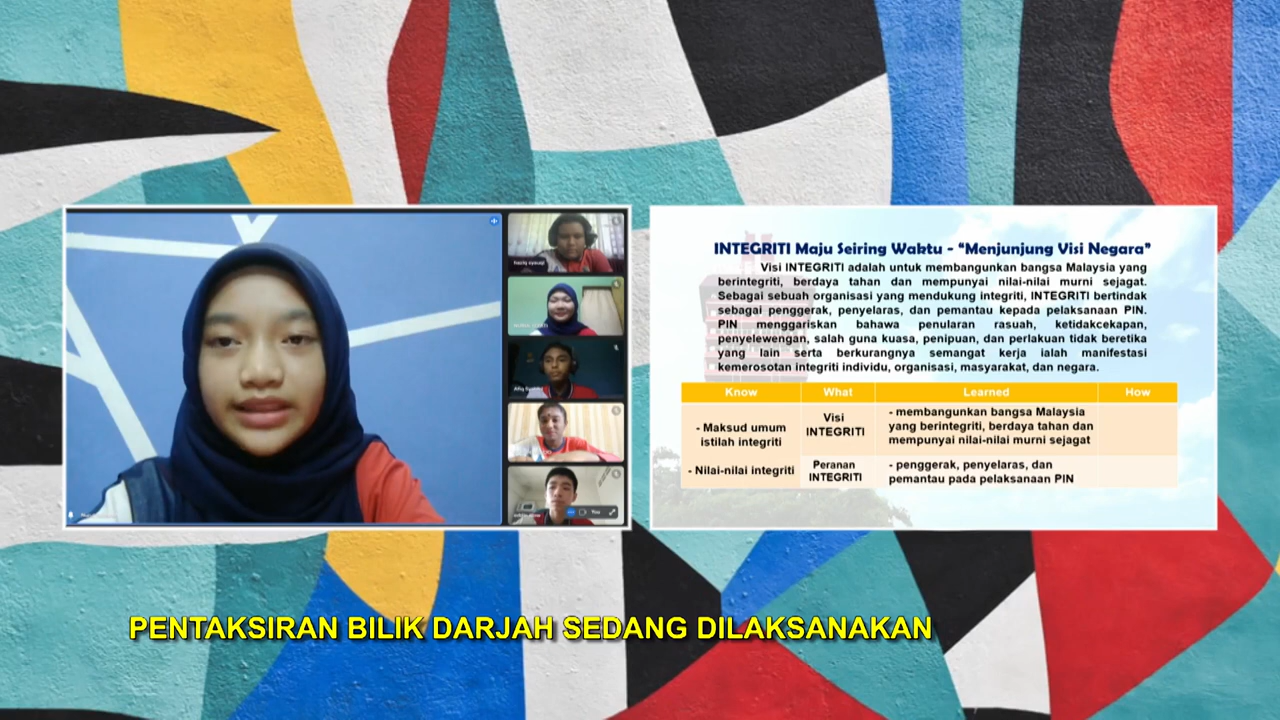 INTEGRITI Maju Seiring Waktu - “Menjunjung Visi Negara”
Visi INTEGRITI adalah untuk membangunkan bangsa Malaysia yang
berintegriti, berdaya tahan dan mempunyai nilai-nilai murni sejagat.
Sebagai sebuah organisasi yang mendukung integriti, INTEGRITI bertindak
sebagai penggerak, penyelaras, dan pemantau kepada pelaksanaan PIN.
PIN menggariskan bahawa penularan rasuah, ketidakcekapan,
penyelewengan, salah guna kuasa, penipuan, dan perlakuan tidak beretika
yang lain serta berkurangnya semangat kerja ialah manifestasi
kemerosotan integriti individu, organisasi, masyarakat, dan negara.
Know What Learned How
- Maksud umum
istilah integriti
- Nilai-nilai integriti
Visi
INTEGRITI
- membangunkan bangsa Malaysia
yang berintegriti, berdaya tahan dan
mempunyai nilai-nilai murni sejagat
Peranan
INTEGRITI
- penggerak, penyelaras, dan
pemantau pada pelaksanaan PIN
PENTAKSIRAN BILIK DARJAH SEDANG DILAKSANAKAN